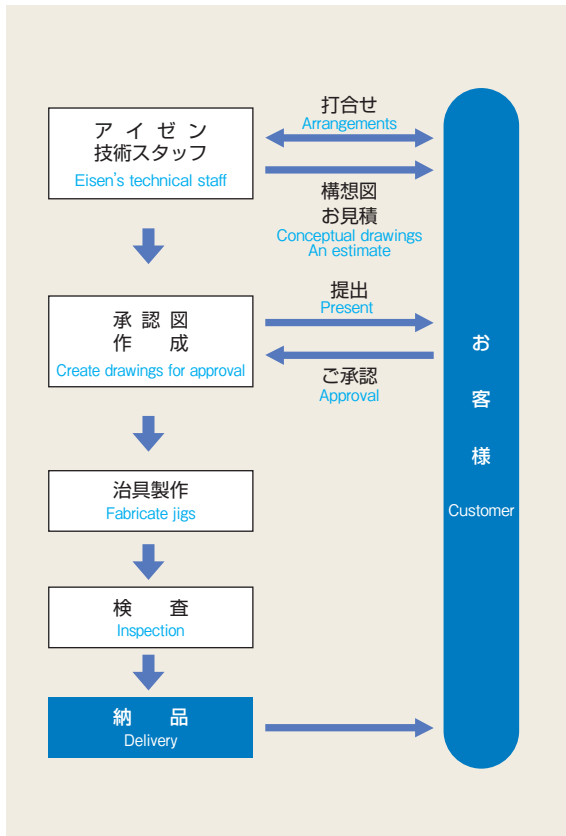 ア イ ゼ ン
技術スタッフ
Eisen's technical staff
打合せ
Arrangements
構想図
お見積
Conceptual drawings
An estimate
承 認 図
作　　成
Create drawings for approval
提出
Present
ご承認
Approval
治具製作
Fabricate jigs
検　　査
Inspection
納　　品
Delivery
お
客
様
Customer